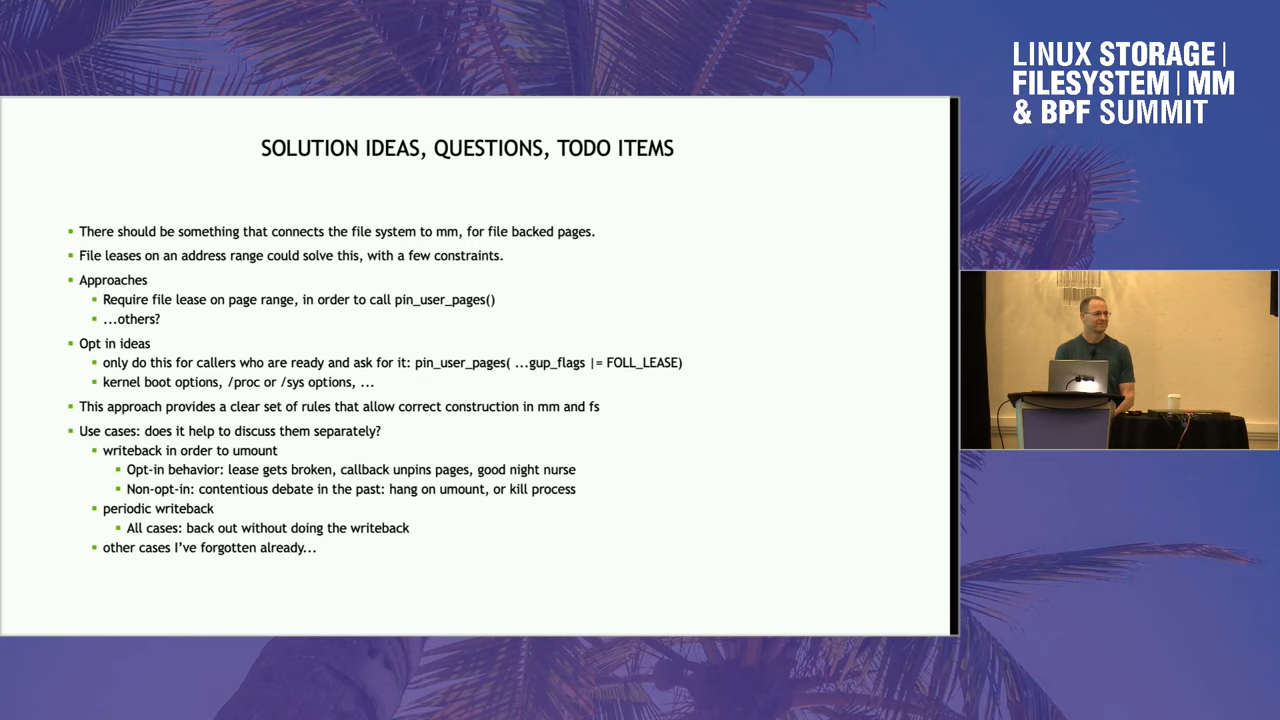 LINUX STORAGE |
FILESYSTEM | MM
& BPF SUMMIT
SOLUTION IDEAS, QUESTIONS, TODO ITEMS
▪ There should be something that connects the file system to mm, for file backed pages.
▪ File leases on an address range could solve this, with a few constraints.
▪ Approaches
▪ Require file lease on page range, in order to call pin_user_pages()
▪ ...others?
▪ Opt in ideas
▪ only do this for callers who are ready and ask for it: pin_user_pages( ...gup_flags |= FOLL_LEASE)
▪ kernel boot options, /proc or /sys options, ...
▪ This approach provides a clear set of rules that allow correct construction in mm and fs
▪ Use cases: does it help to discuss them separately?
▪ writeback in order to umount
▪ Opt-in behavior: lease gets broken, callback unpins pages, good night nurse
▪ Non-opt-in: contentious debate in the past: hang on umount, or kill process
▪ periodic writeback
▪ All cases: back out without doing the writeback
▪ other cases I've forgotten already...